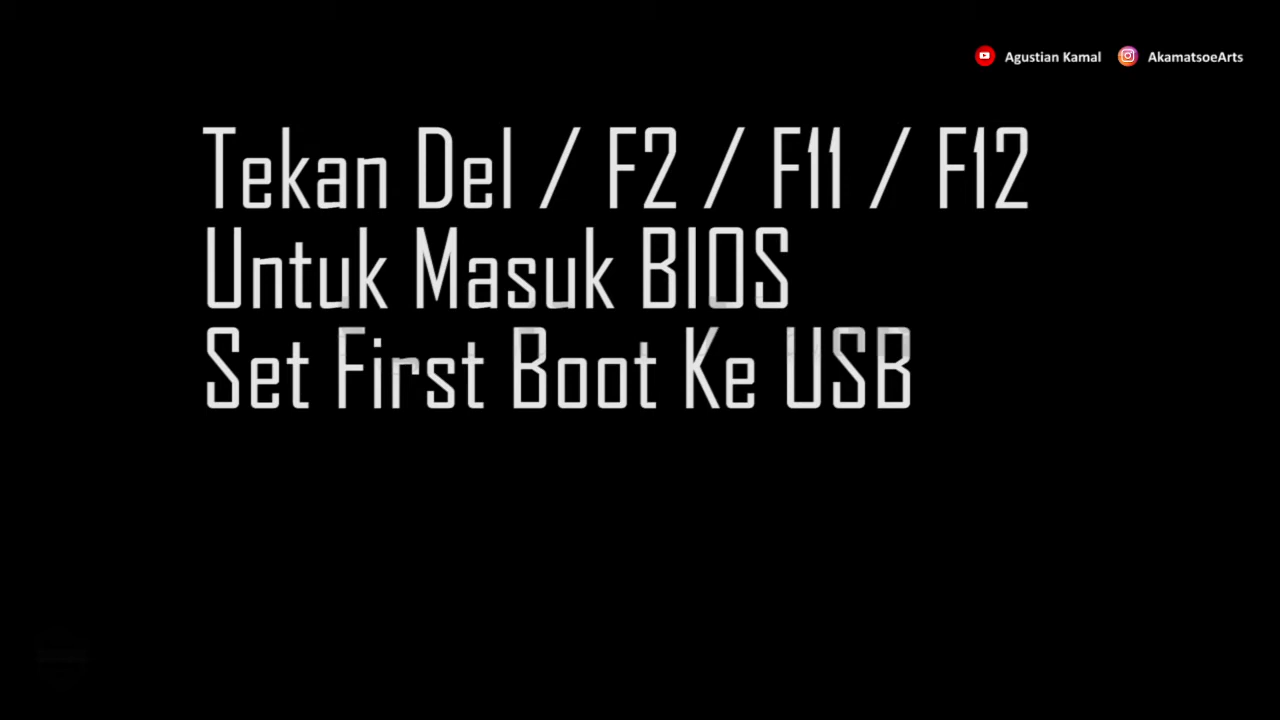 Agustian Kamal AkamatsoeArts
Tekan Del / F2 / F11 / F12
Untuk Masuk BIOS
Set First Boot Ke USB